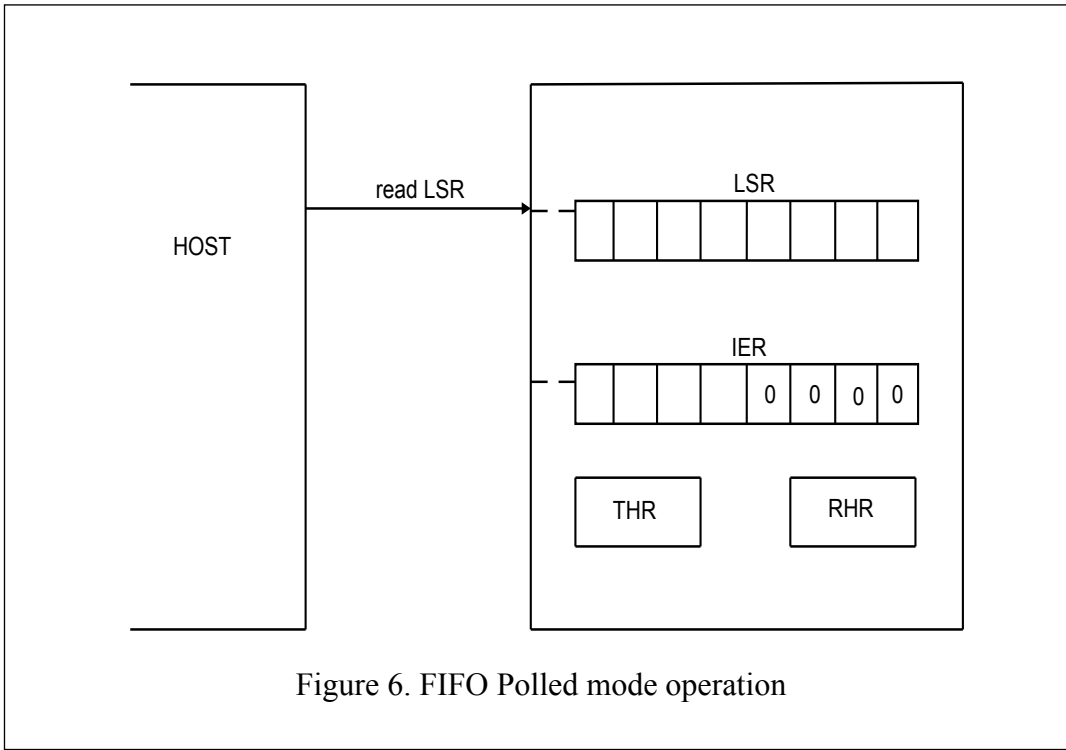 read LSR
LSR
HOST
IER
0 0 0 0
THR RHR
Figure 6. FIFO Polled mode operation